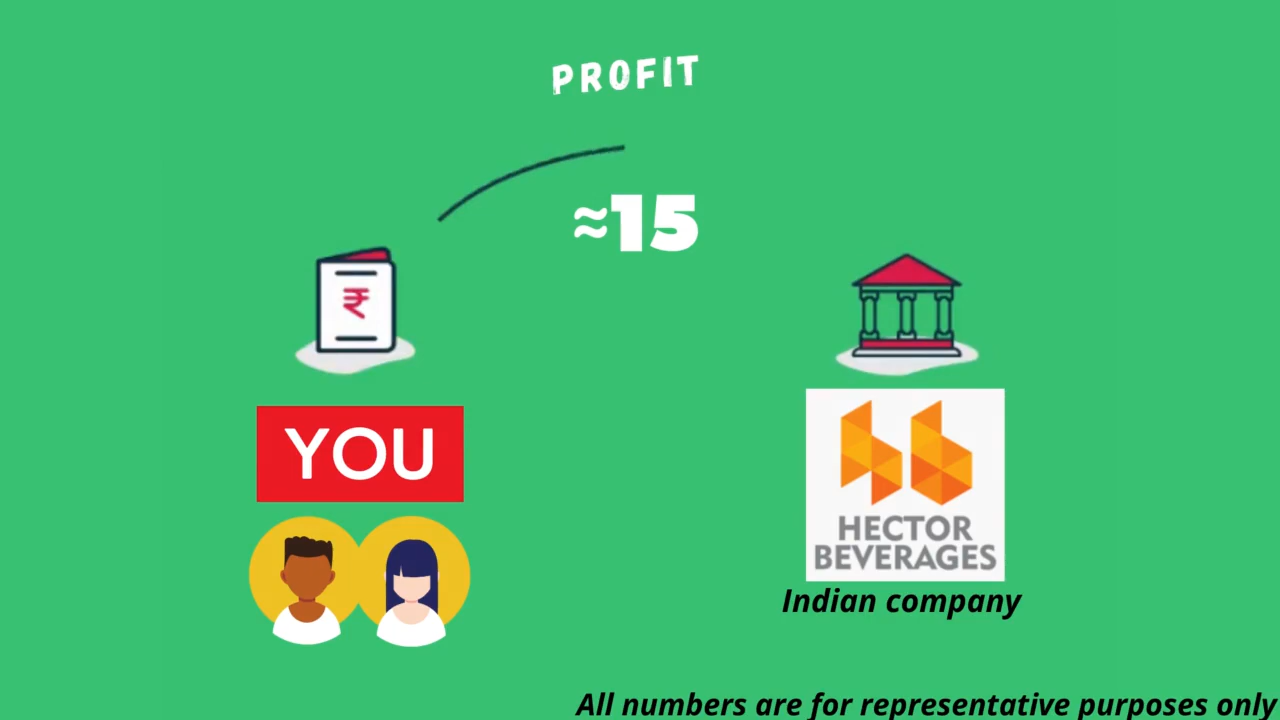 PROFIT
≈15
₹
YOU
HECTOR
BEVERAGES
Indian company
All numbers are for representative purposes only